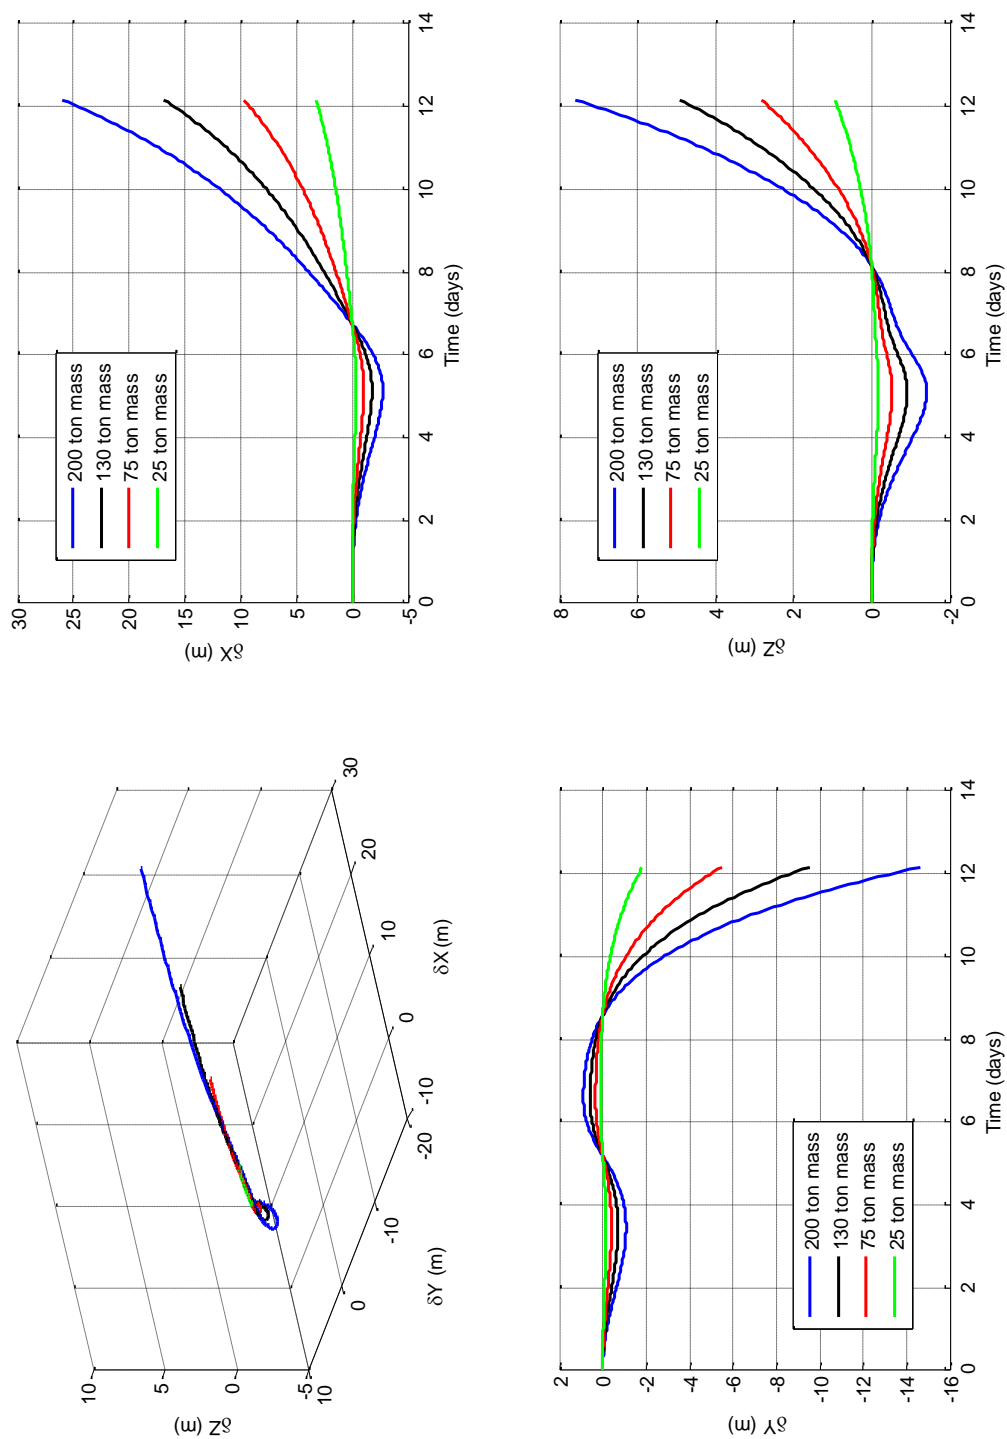 10
5
0
-5
δZ (m)
10
0
-10
-20
δY (m)
-10
0
10
20
30
δX (m)
30
25
20
15
10
5
0
-5
δX (m)
200 ton mass
130 ton mass
75 ton mass
25 ton mass
0 2 4 6 8 10 12 14
Time (days)
2
0
-2
-4
-6
-8
-10
-12
-14
-16
δY (m)
200 ton mass
130 ton mass
75 ton mass
25 ton mass
0 2 4 6 8 10 12 14
Time (days)
8
6
4
2
0
-2
δZ (m)
200 ton mass
130 ton mass
75 ton mass
25 ton mass
0 2 4 6 8 10 12 14
Time (days)